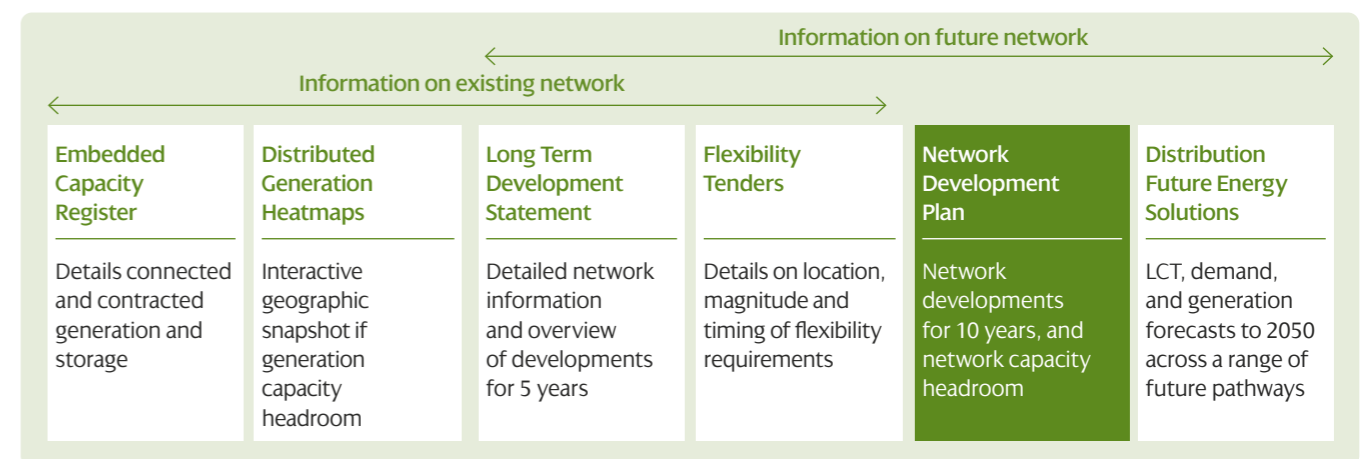 Information on future network
Information on existing network
Embedded
Capacity
Register
Details connected
and contracted
generation and
storage
Distributed
Generation
Heatmaps
Interactive
geographic
snapshot if
generation
capacity
headroom
Long Term
Development
Statement
Detailed network
information
and overview
of developments
for 5 years
Flexibility
Tenders
Details on location,
magnitude and
timing of flexibility
requirements
Network
Development
Plan
Network
developments
for 10 years, and
network capacity
headroom
Distribution
Future Energy
Solutions
LCT, demand,
and generation
forecasts to 2050
across a range of
future pathways